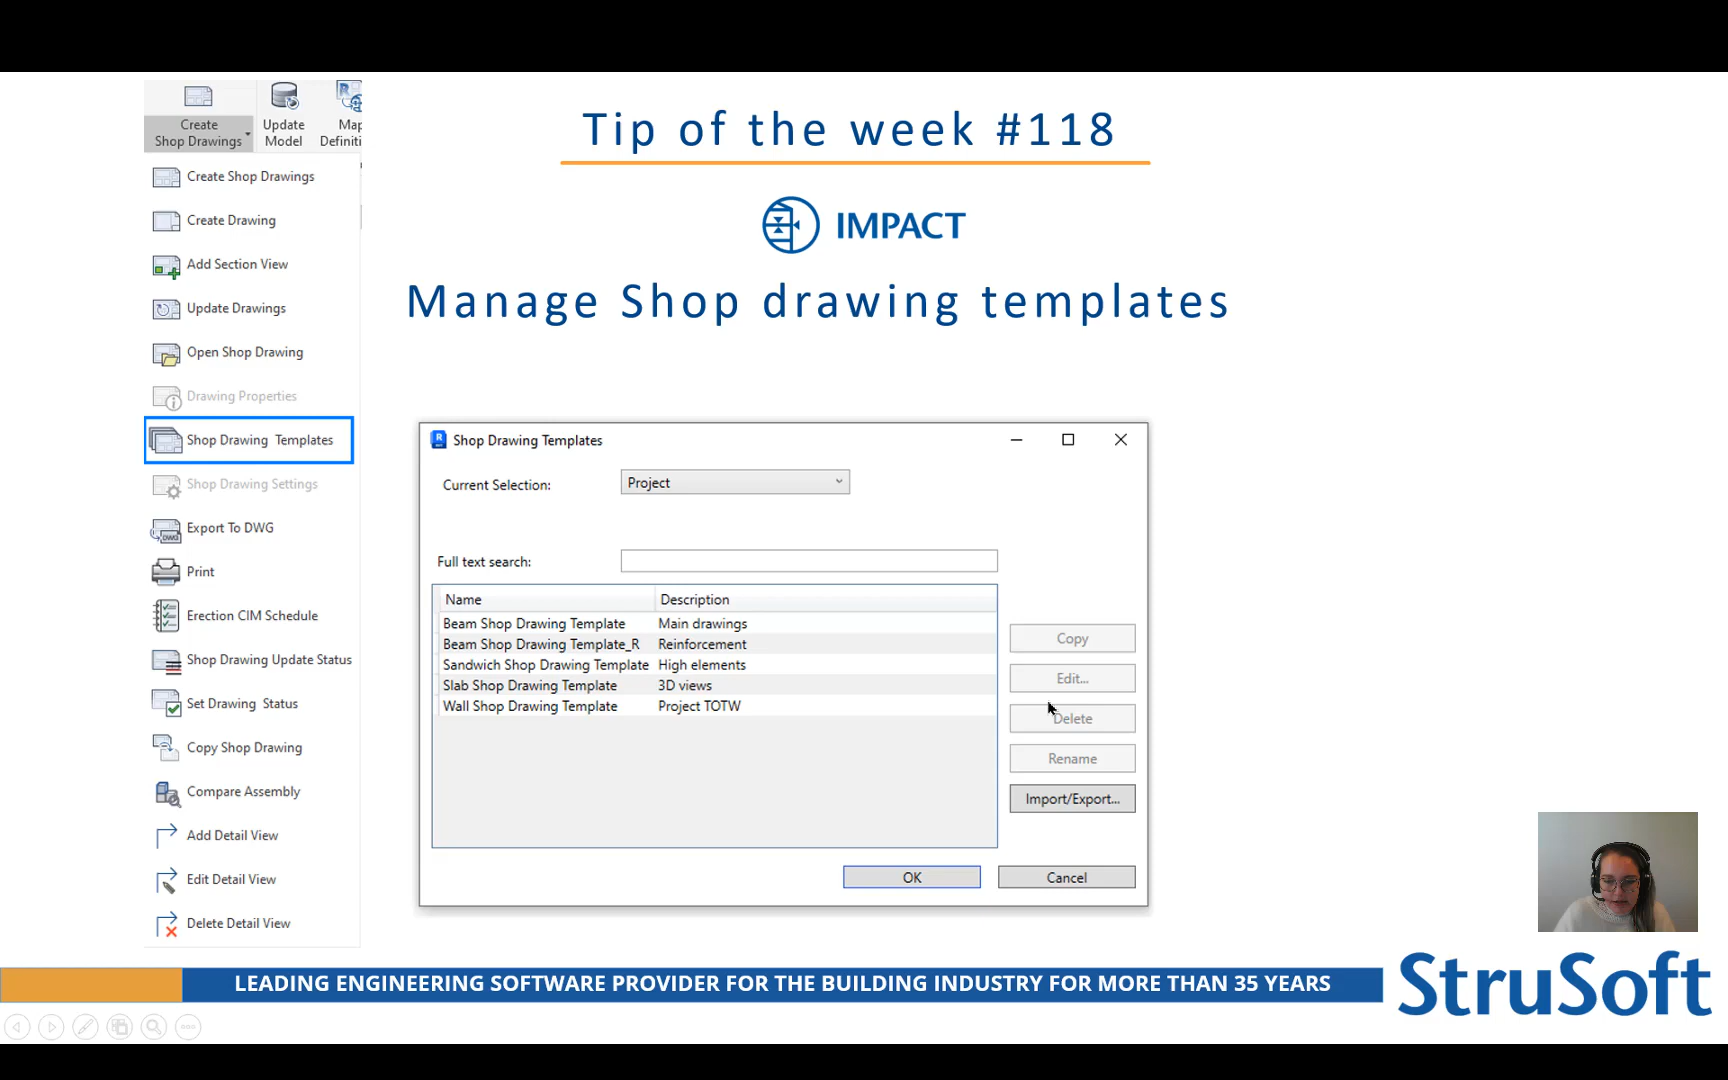 Create
Shop Drawings
Update
Model
Map
Definiti
Create Shop Drawings
Create Drawing
Add Section View
Update Drawings
Open Shop Drawing
Drawing Properties
Shop Drawing Templates
Shop Drawing Settings
Export To DWG
Print
Erection CIM Schedule
Shop Drawing Update Status
Set Drawing Status
Copy Shop Drawing
Compare Assembly
Add Detail View
Edit Detail View
Delete Detail View
Tip of the week #118
IMPACT
Manage Shop drawing templates
Shop Drawing Templates
Current Selection: Project
Full text search:
Name Description
Beam Shop Drawing Template Main drawings
Beam Shop Drawing Template_R Reinforcement
Sandwich Shop Drawing Template High elements
Slab Shop Drawing Template 3D views
Wall Shop Drawing Template Project TOTW
Copy
Edit...
Delete
Rename
Import/Export...
OK Cancel
LEADING ENGINEERING SOFTWARE PROVIDER FOR THE BUILDING INDUSTRY FOR MORE THAN 35 YEARS
StruSoft